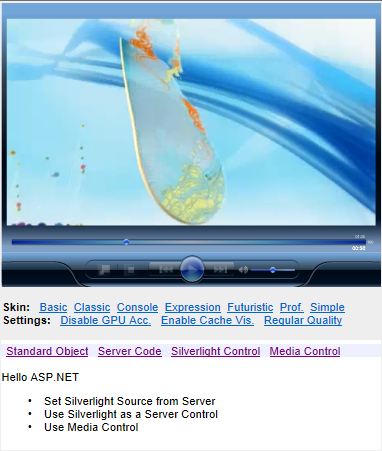 00:58
Skin: Basic Classic Console Expression Futuristic Prof. Simple
Settings: Disable GPU Acc. Enable Cache Vis. Regular Quality
Standard Object Server Code Silverlight Control Media Control
Hello ASP.NET
• Set Silverlight Source from Server
• Use Silverlight as a Server Control
• Use Media Control